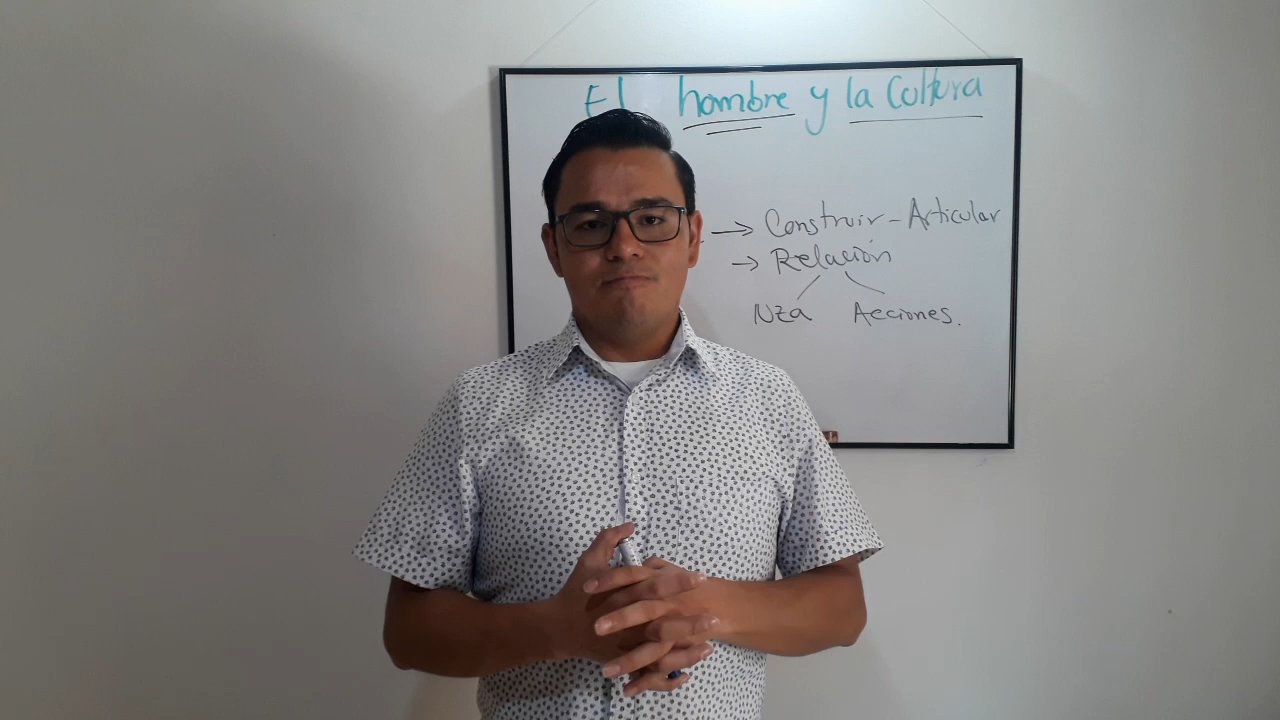 El hombre y la Cultura
→ Construir - Articular
→ Relación
Nza Acciones.